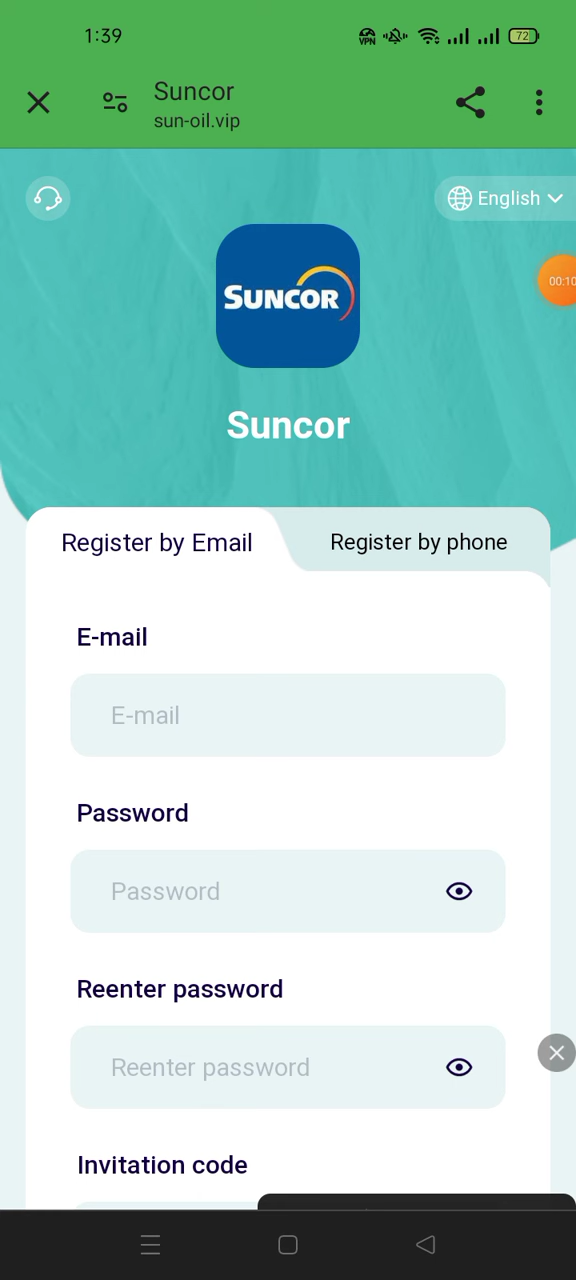 1:39
VPN
72
Suncor
sun-oil.vip
English
SUNCOR
00:10
Suncor
Register by Email
Register by phone
E-mail
E-mail
Password
Password
Reenter password
Reenter password
Invitation code